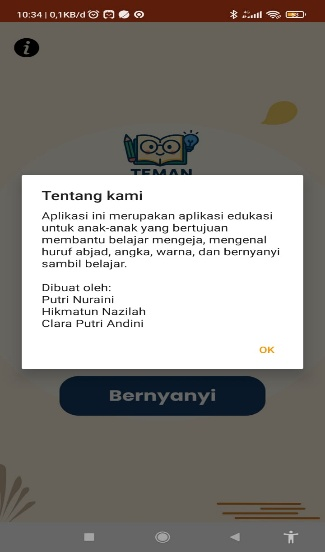 10:34 | 0,1KB/d
TEMAN
Tentang kami
Aplikasi ini merupakan aplikasi edukasi
untuk anak-anak yang bertujuan
membantu belajar mengeja, mengenal
huruf abjad, angka, warna, dan bernyanyi
sambil belajar.
Dibuat oleh:
Putri Nuraini
Hikmatun Nazilah
Clara Putri Andini
OK
Bernyanyi